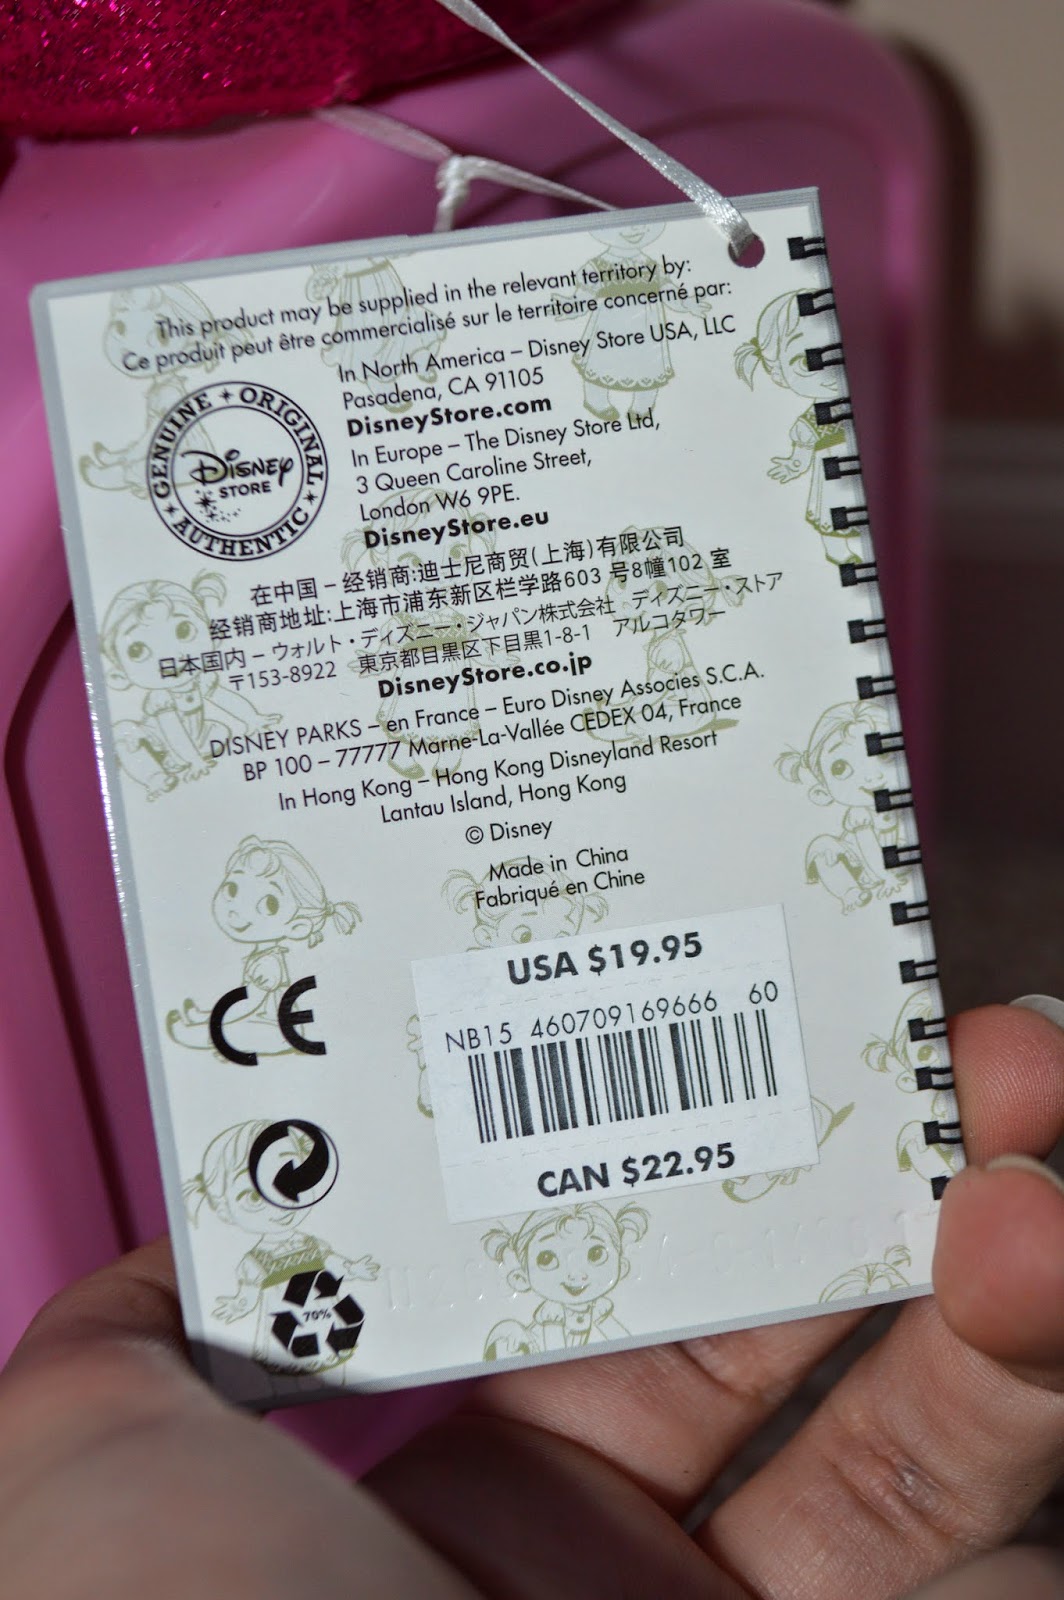 This product may be supplied in the relevant territory by:
Ce produit peut être commercialisé sur le territoire concerné par:
GENUINE ORIGINAL AUTHENTIC
Disney
STORE
In North America – Disney Store USA, LLC
Pasadena, CA 91105
DisneyStore.com
In Europe – The Disney Store Ltd,
3 Queen Caroline Street,
London W6 9PE.
DisneyStore.eu
在中国 – 经销商:迪士尼商贸(上海)有限公司
经销商地址:上海市浦东新区栏学路603 号8幢102 室
日本国内 – ウォルト・ディズニー・ジャパン株式会社 ディズニー・ストア
〒153-8922 東京都目黒区下目黒1-8-1 アルコタワー
DisneyStore.co.jp
DISNEY PARKS – en France – Euro Disney Associes S.C.A.
BP 100 – 77777 Marne-La-Vallée CEDEX 04, France
In Hong Kong – Hong Kong Disneyland Resort
Lantau Island, Hong Kong
© Disney
Made in China
Fabriqué en Chine
USA $19.95
NB15 460709169666 60
CAN $22.95
CE
70%